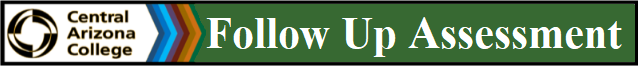 Central
Arizona
College
Follow Up Assessment